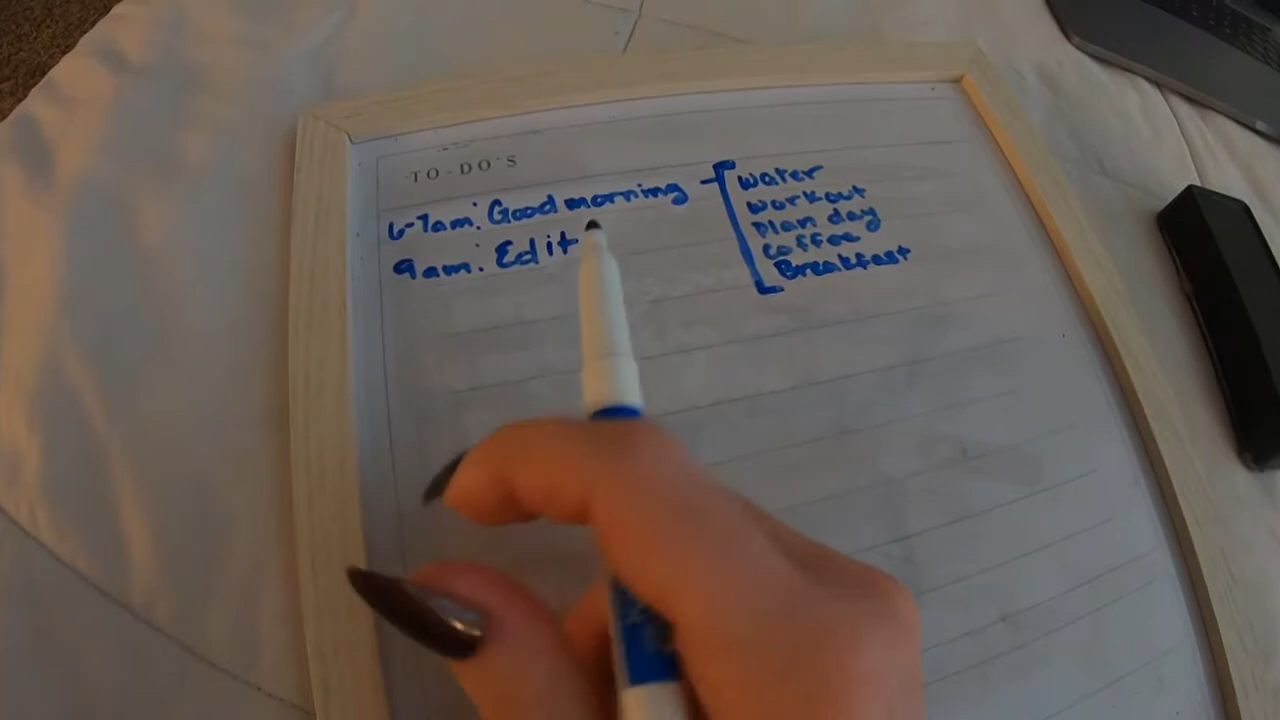 TO-DO'S
6-7am: Good morning
water
workout
plan day
coffee
Breakfast
9am: Edit